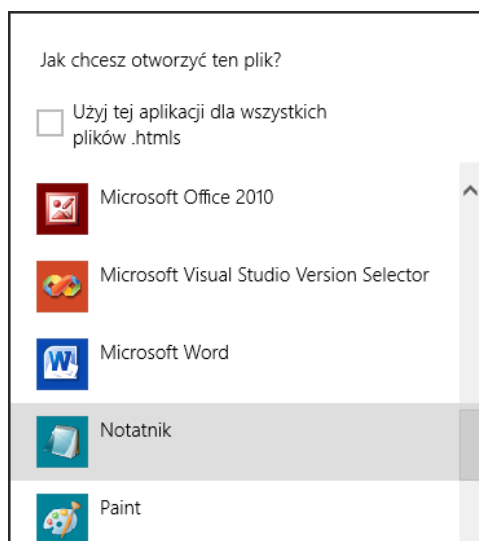 Jak chcesz otworzyć ten plik?
Użyj tej aplikacji dla wszystkich
plików .htmls
Microsoft Office 2010
Microsoft Visual Studio Version Selector
Microsoft Word
Notatnik
Paint